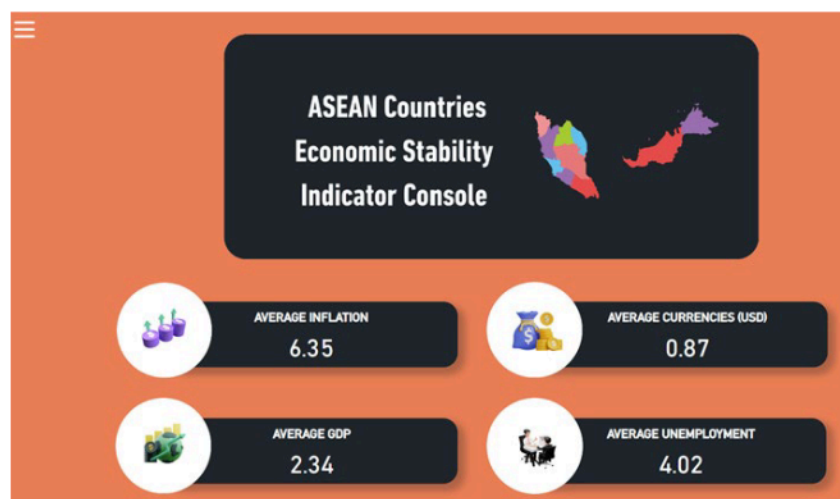 ASEAN Countries
Economic Stability
Indicator Console
AVERAGE INFLATION
6.35
AVERAGE CURRENCIES (USD)
0.87
AVERAGE GDP
2.34
AVERAGE UNEMPLOYMENT
4.02